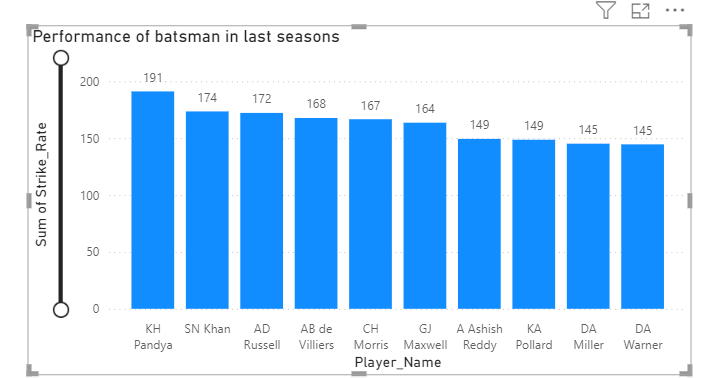 Performance of batsman in last seasons
Sum of Strike_Rate
200
150
100
50
0
191
174
172
168
167
164
149
149
145
145
KH Pandya
SN Khan
AD Russell
AB de Villiers
CH Morris
GJ Maxwell
A Ashish Reddy
KA Pollard
DA Miller
DA Warner
Player_Name